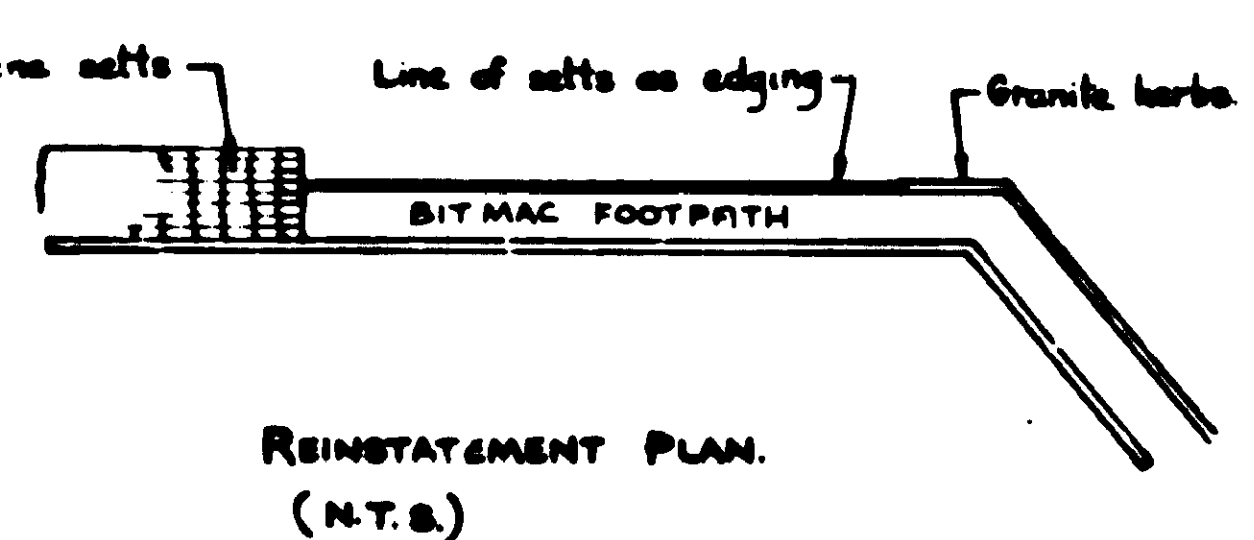 setts
Line of setts as edging
Granite kerbs.
BIT MAC FOOTPATH
REINSTATEMENT PLAN.
(N.T.S.)